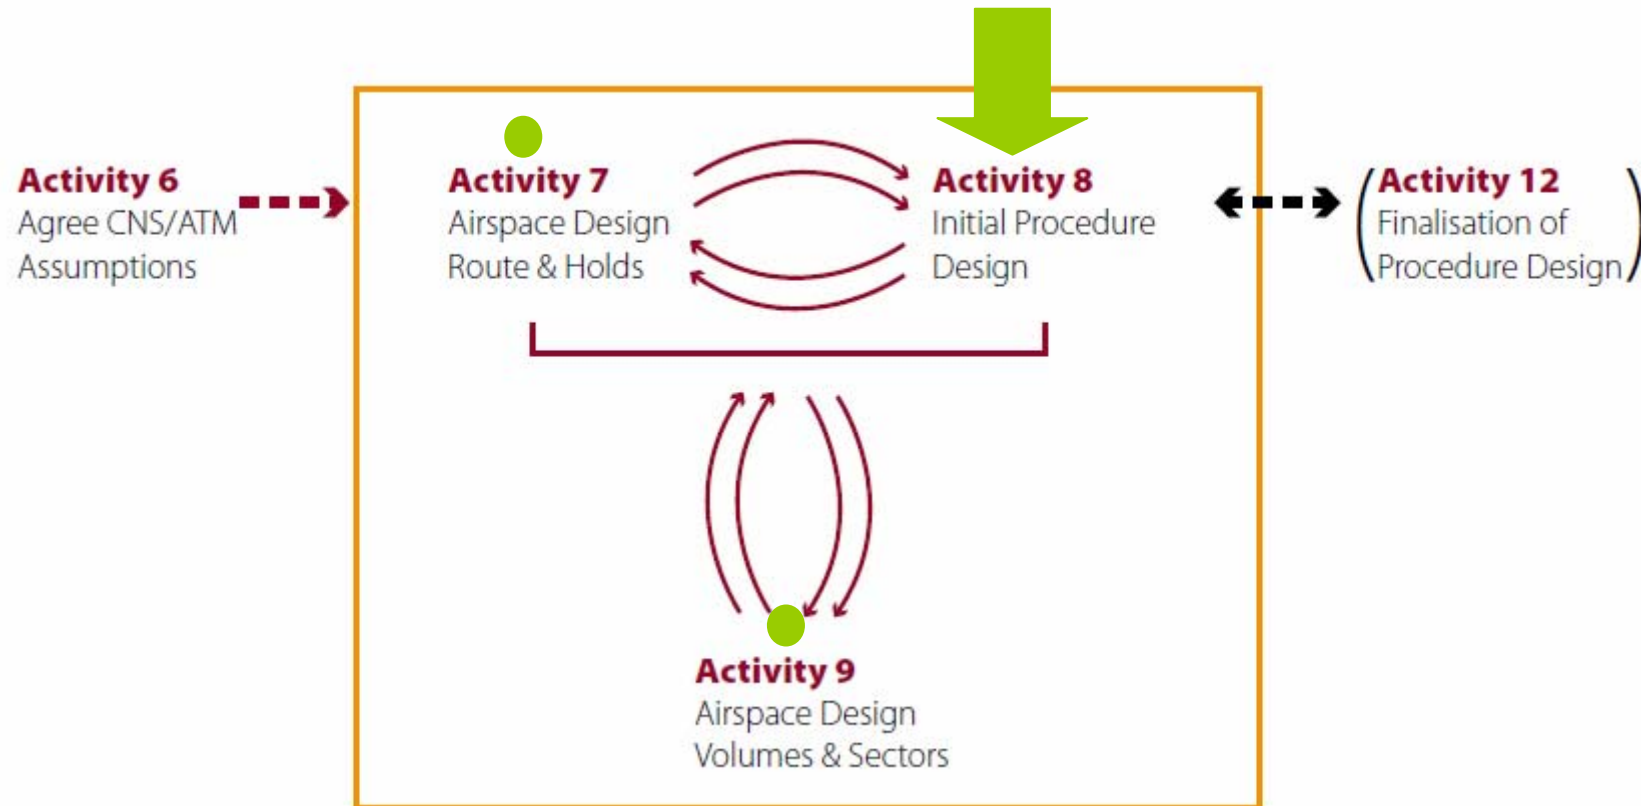 Activity 6
Agree CNS/ATM
Assumptions
Activity 7
Airspace Design
Route & Holds
Activity 8
Initial Procedure
Design
(Activity 12
Finalisation of
Procedure Design)
Activity 9
Airspace Design
Volumes & Sectors